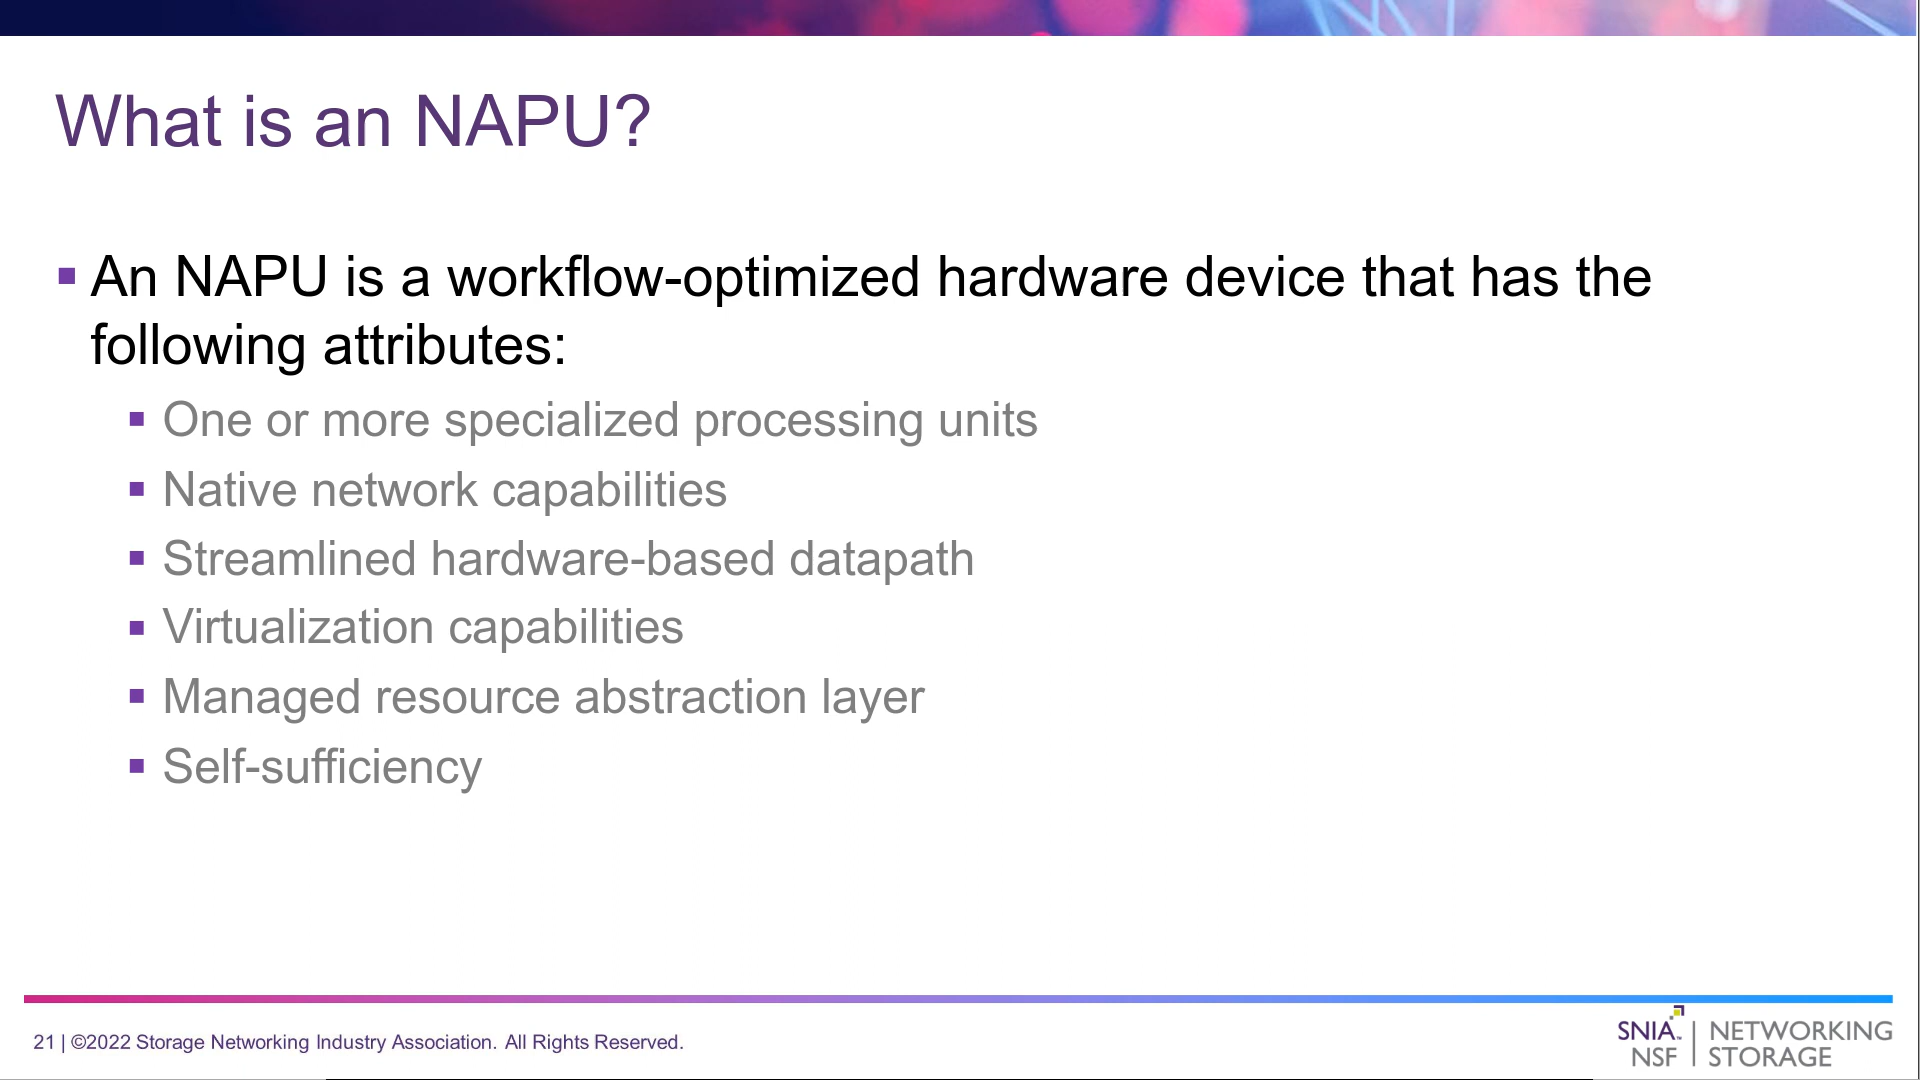 What is an NAPU?
▪ An NAPU is a workflow-optimized hardware device that has the
following attributes:
▪ One or more specialized processing units
▪ Native network capabilities
▪ Streamlined hardware-based datapath
▪ Virtualization capabilities
▪ Managed resource abstraction layer
▪ Self-sufficiency
21 | ©2022 Storage Networking Industry Association. All Rights Reserved.
SNIA™ | NETWORKING
NSF | STORAGE